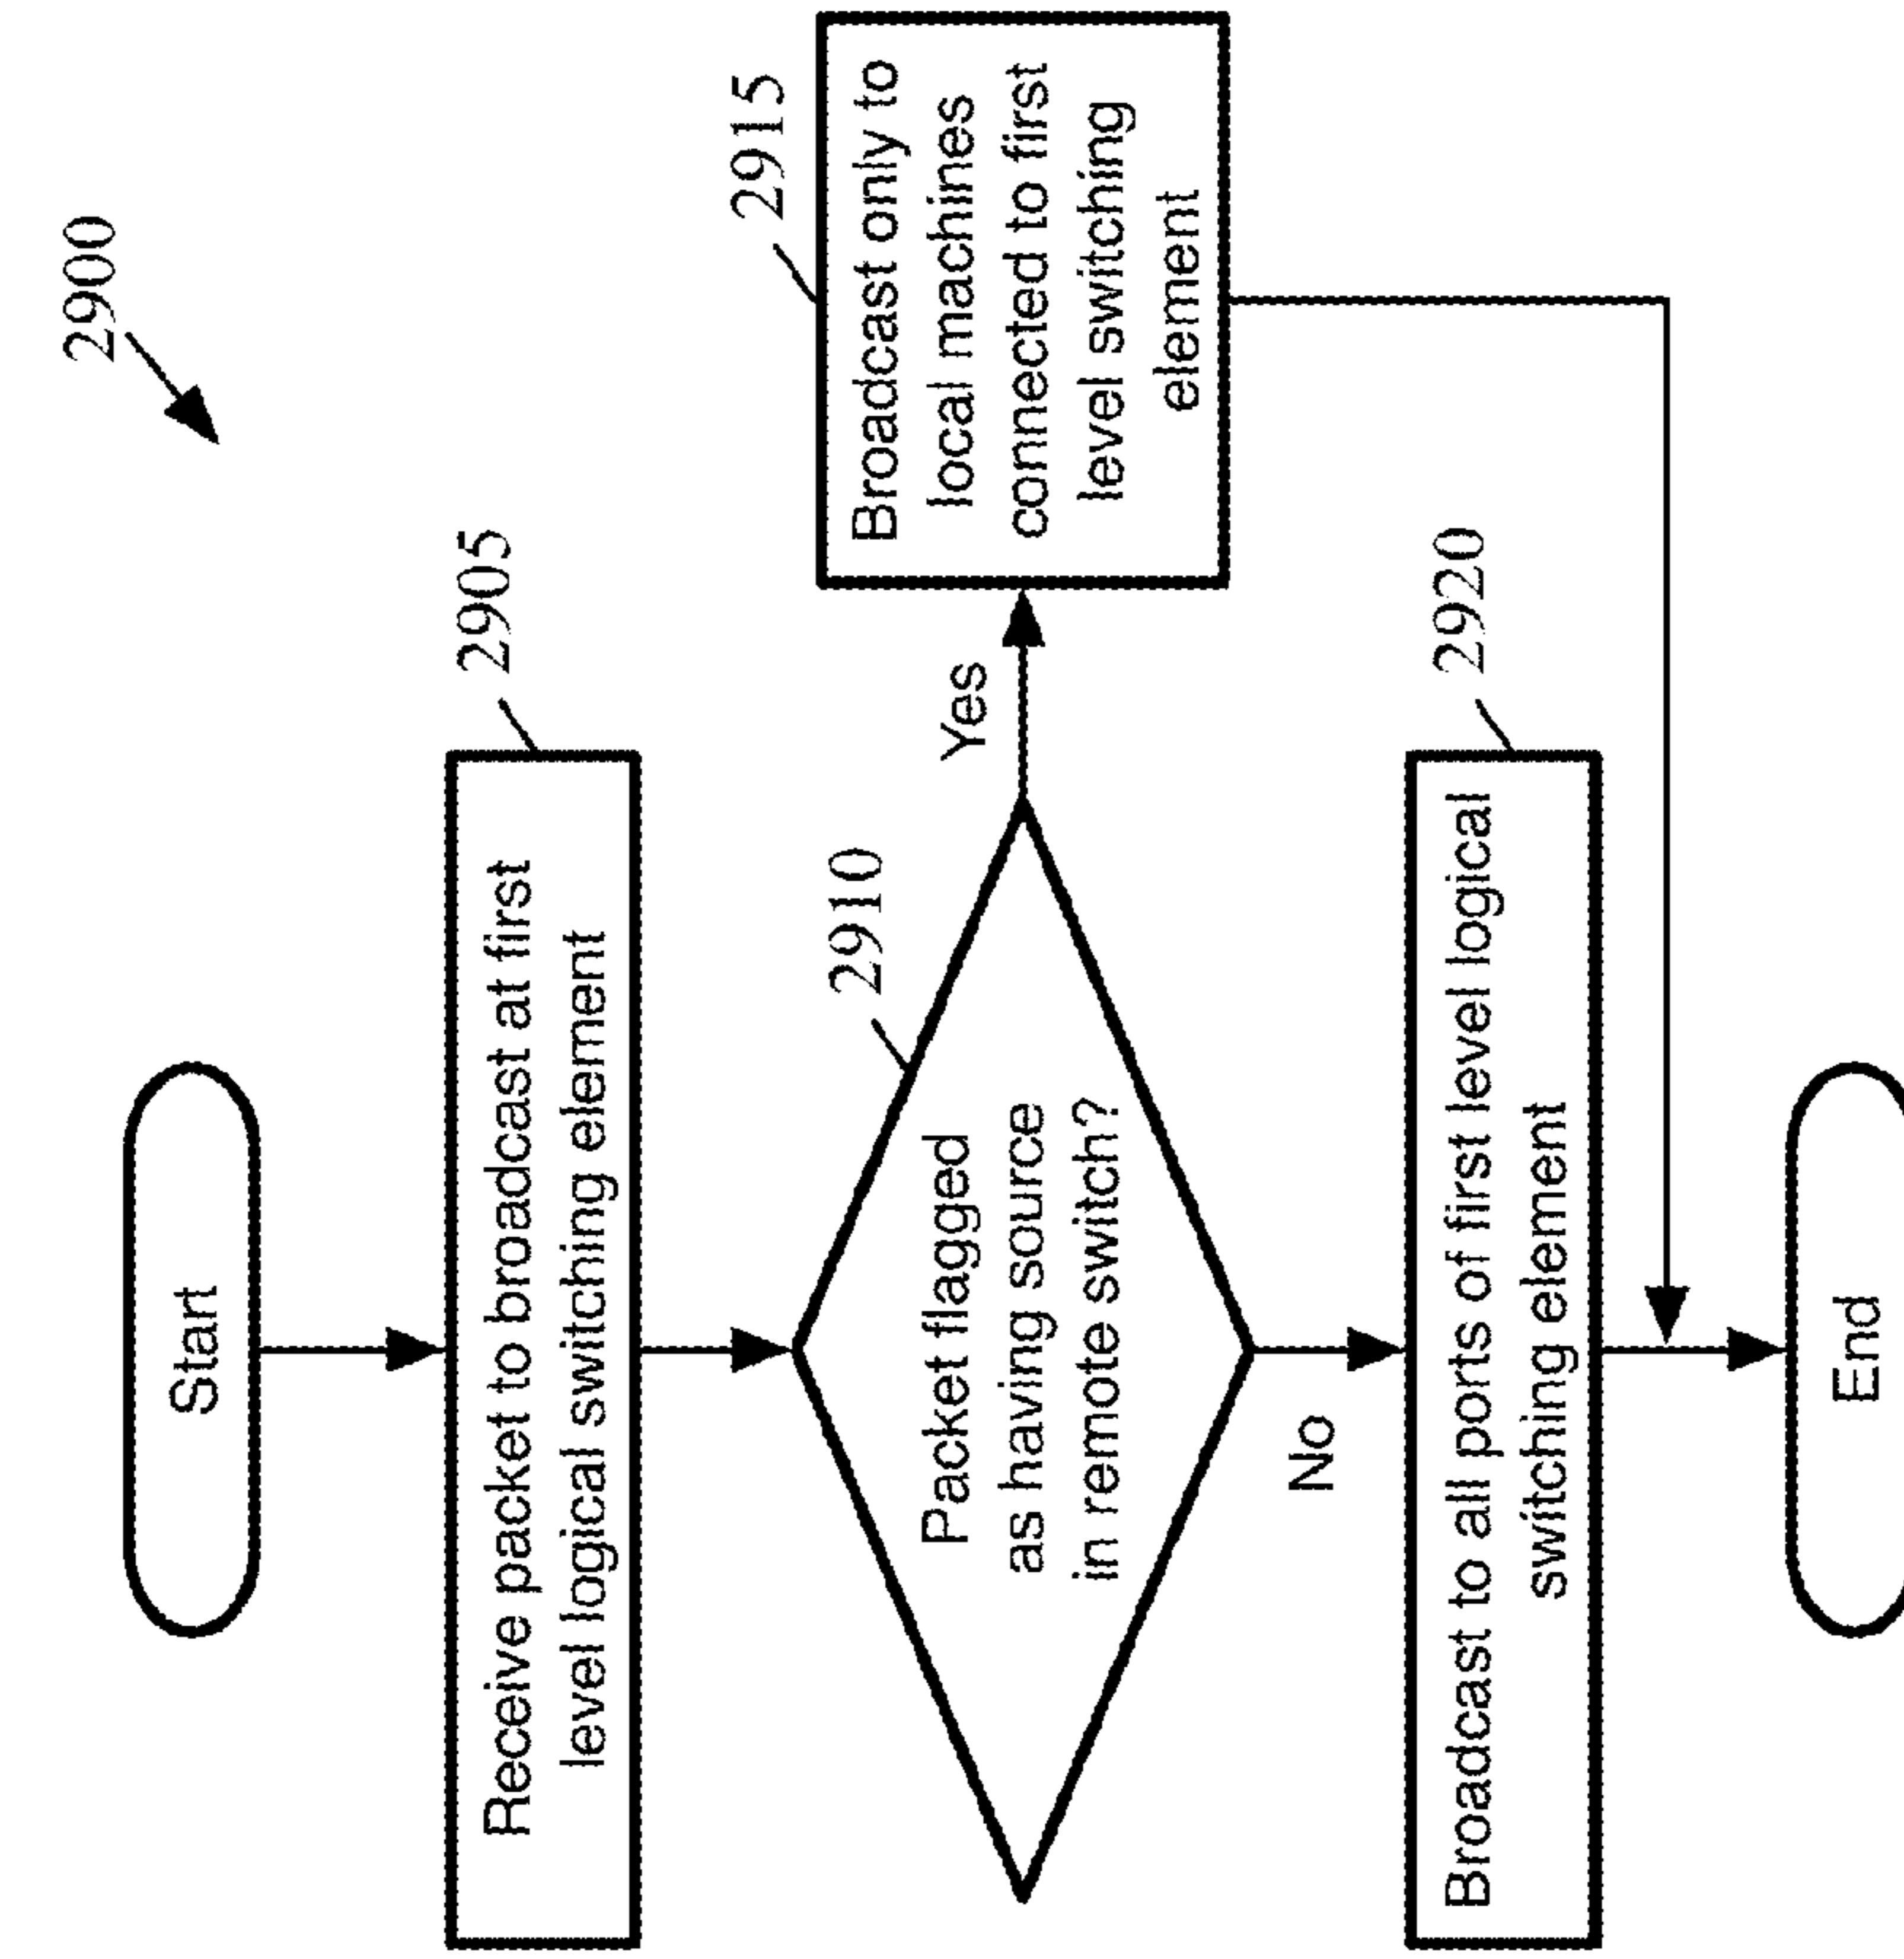 2900
Start
2905
Receive packet to broadcast at first
level logical switching element
2910
Packet flagged
as having source
in remote switch?
Yes
2915
Broadcast only to
local machines
connected to first
level switching
element
No
2920
Broadcast to all ports of first level logical
switching element
End